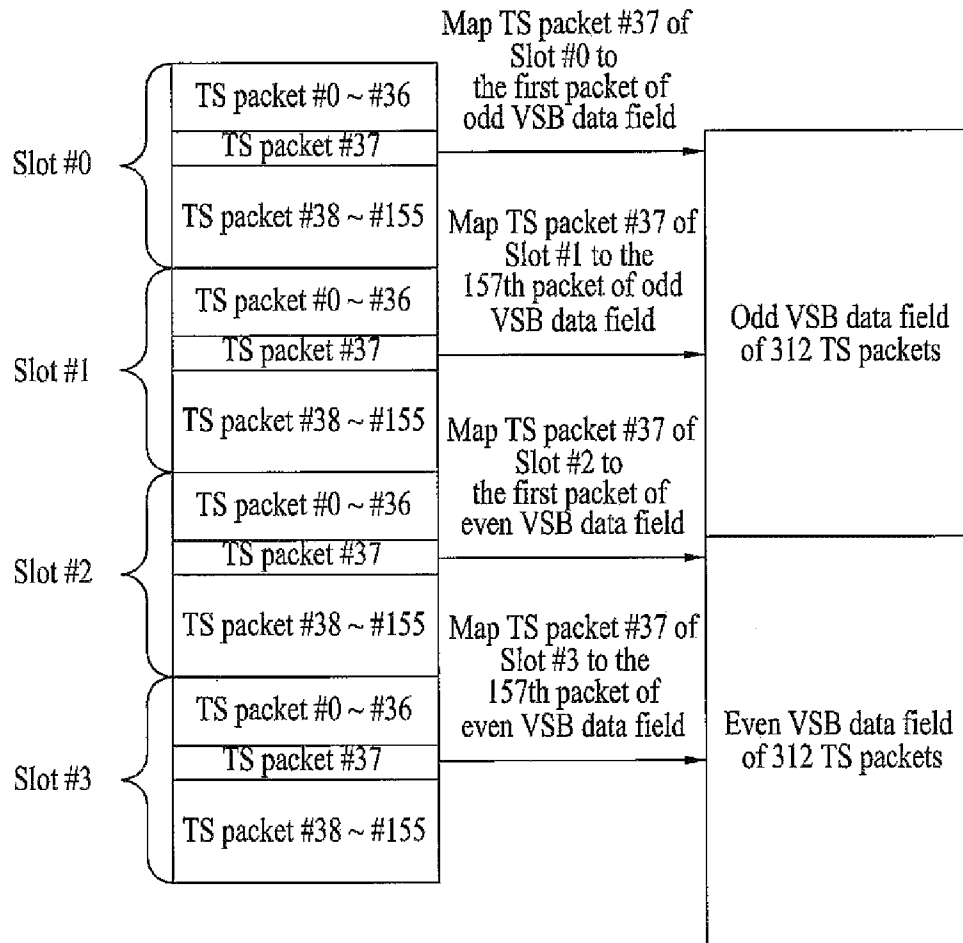 Slot #0
TS packet #0 ~ #36
TS packet #37
TS packet #38 ~ #155
Slot #1
TS packet #0 ~ #36
TS packet #37
TS packet #38 ~ #155
Slot #2
TS packet #0 ~ #36
TS packet #37
TS packet #38 ~ #155
Slot #3
TS packet #0 ~ #36
TS packet #37
TS packet #38 ~ #155
Map TS packet #37 of
Slot #0 to
the first packet of
odd VSB data field
Map TS packet #37 of
Slot #1 to the
157th packet of odd
VSB data field
Map TS packet #37 of
Slot #2 to
the first packet of
even VSB data field
Map TS packet #37 of
Slot #3 to the
157th packet of
even VSB data field
Odd VSB data field
of 312 TS packets
Even VSB data field
of 312 TS packets